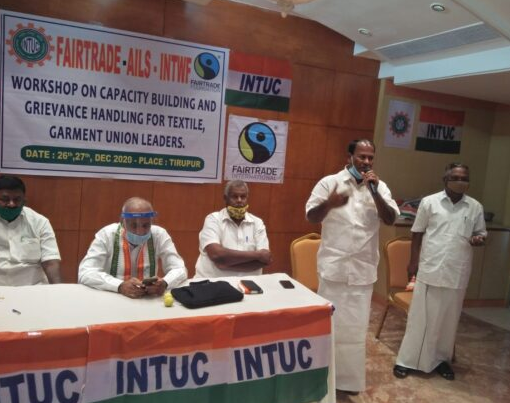 INTUC
FAIRTRADE - AILS - INTWF
FAIRTRADE
WORKSHOP ON CAPACITY BUILDING AND
GRIEVANCE HANDLING FOR TEXTILE,
GARMENT UNION LEADERS.
DATE : 26th,27th, DEC 2020 - PLACE : TIRUPUR
INTUC
FAIRTRADE
INTERNATIONAL
INTUC
INTUC
INTUC
INTUC